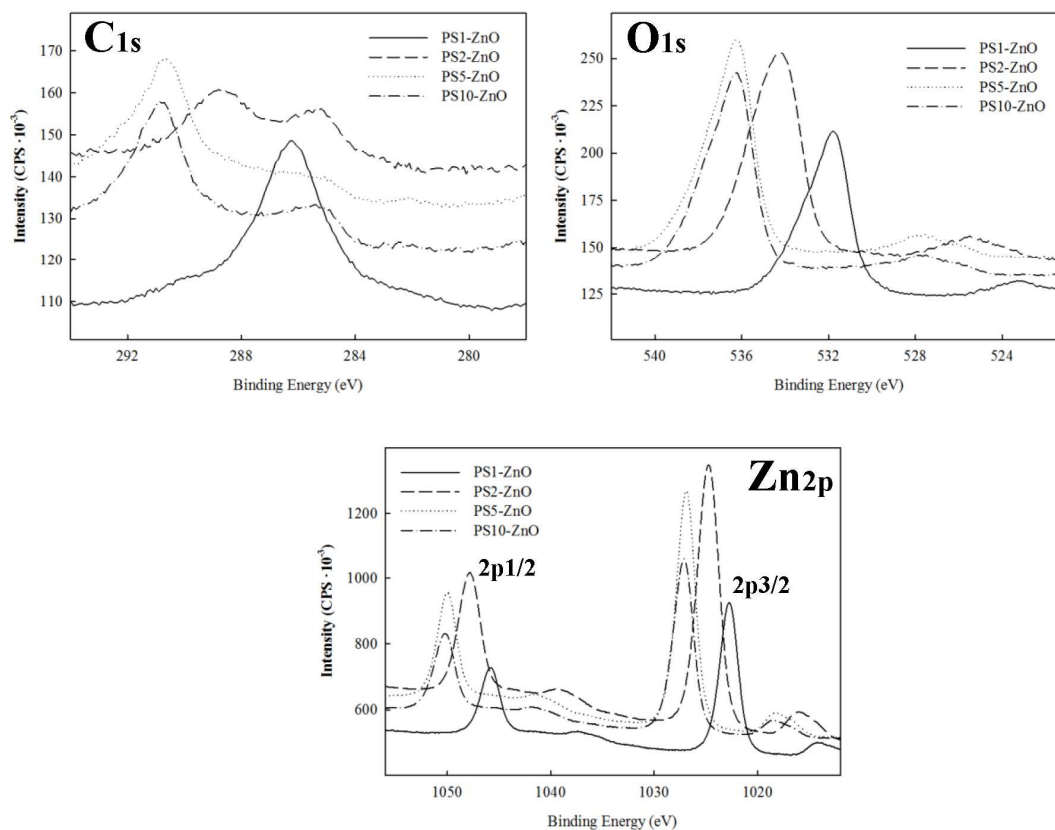 C1s
PS1-ZnO
PS2-ZnO
PS5-ZnO
PS10-ZnO
170
160
150
140
130
120
110
Intensity (CPS ·10⁻³)
292
288
284
280
Binding Energy (eV)
O1s
PS1-ZnO
PS2-ZnO
PS5-ZnO
PS10-ZnO
250
225
200
175
150
125
Intensity (CPS ·10⁻³)
540
536
532
528
524
Binding Energy (eV)
Zn2p
PS1-ZnO
PS2-ZnO
PS5-ZnO
PS10-ZnO
2p1/2
2p3/2
1200
1000
800
600
Intensity (CPS ·10⁻³)
1050
1040
1030
1020
Binding Energy (eV)